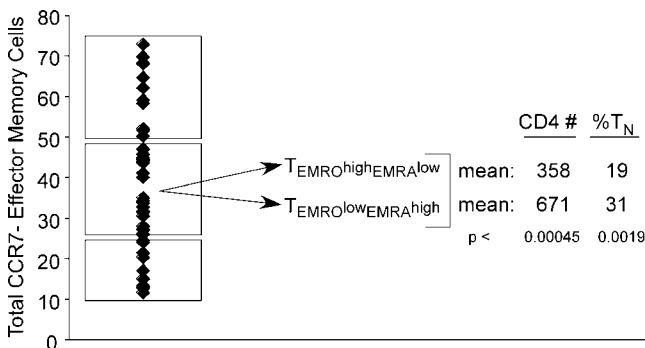 Total CCR7- Effector Memory Cells
80
70
60
50
40
30
20
10
0
CD4 # %TN
TEMROhighEMRAlow mean: 358 19
TEMROlowEMRAhigh mean: 671 31
p < 0.00045 0.0019